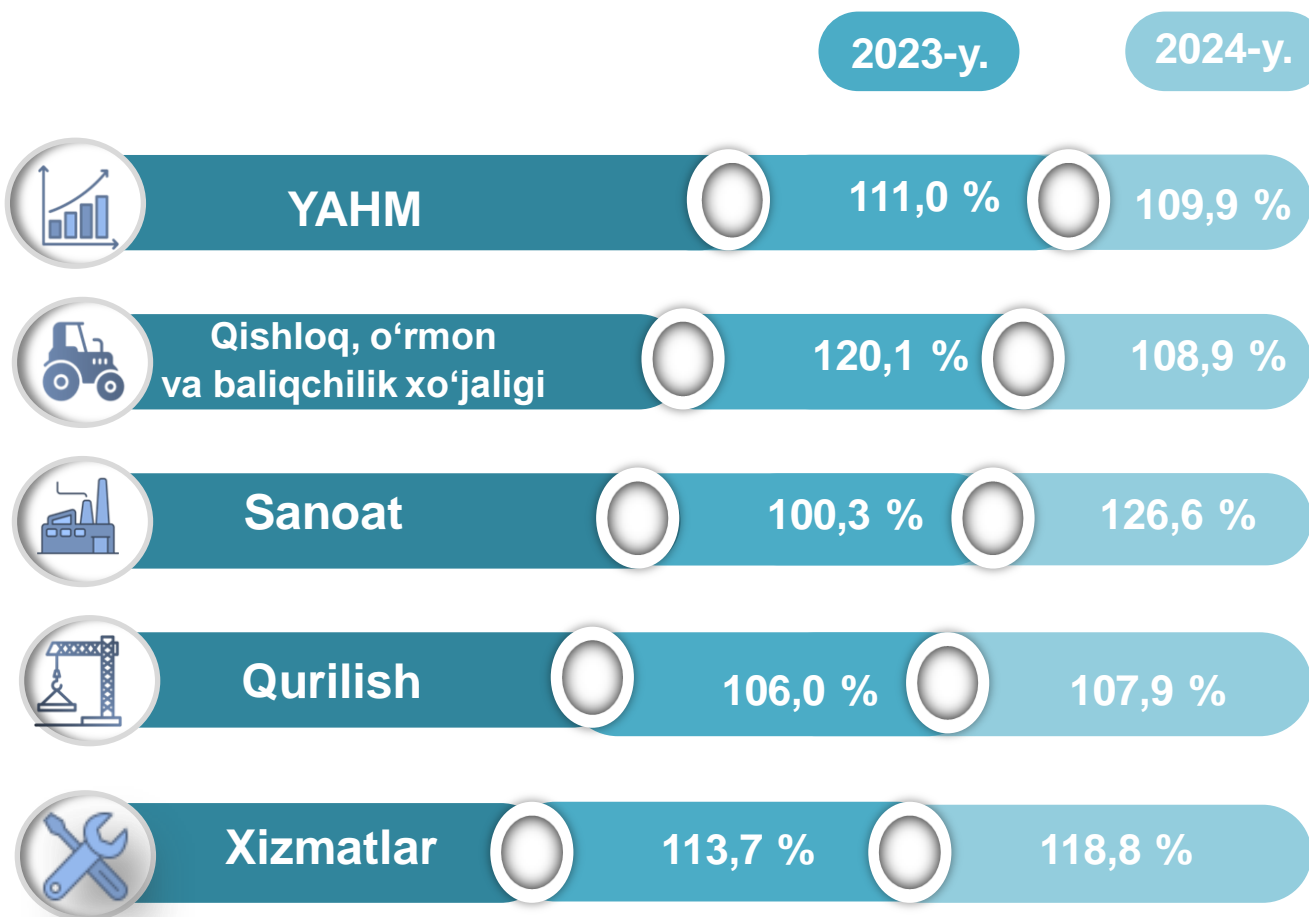 2023-y. 2024-y.
YAHM 111,0 % 109,9 %
Qishloq, o‘rmon
va baliqchilik xo‘jaligi 120,1 % 108,9 %
Sanoat 100,3 % 126,6 %
Qurilish 106,0 % 107,9 %
Xizmatlar 113,7 % 118,8 %